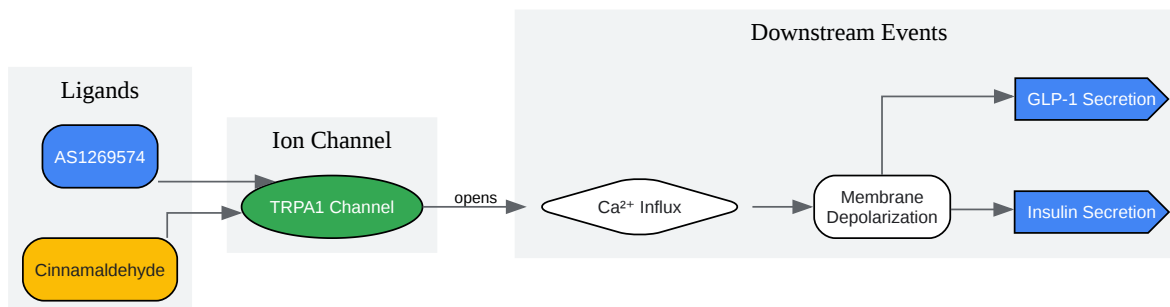 Downstream Events
Ligands
Ion Channel
AS1269574
Cinnamaldehyde
TRPA1 Channel
opens
Ca²⁺ Influx
Membrane
Depolarization
GLP-1 Secretion
Insulin Secretion